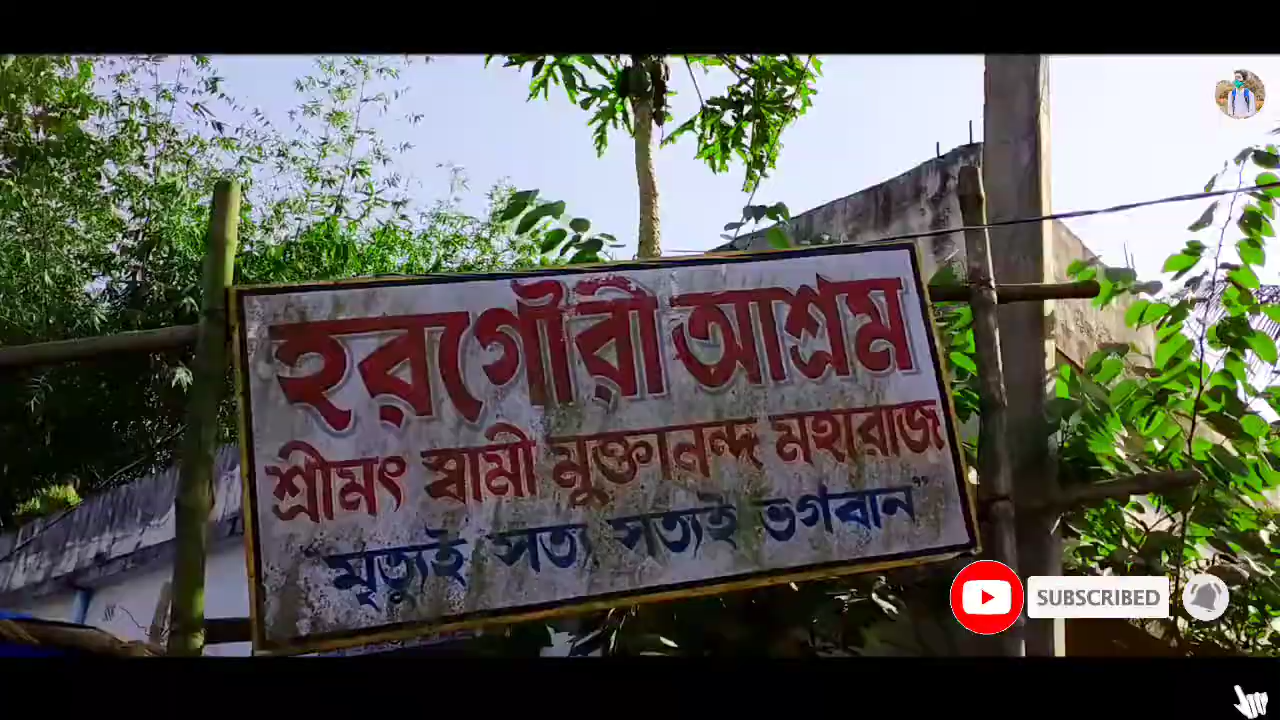 হরগৌরী আশ্রম
শ্রীমৎ স্বামী মুক্তানন্দ মহারাজ
"মৃত্যুই সত্য সত্যই ভগবান"
SUBSCRIBED